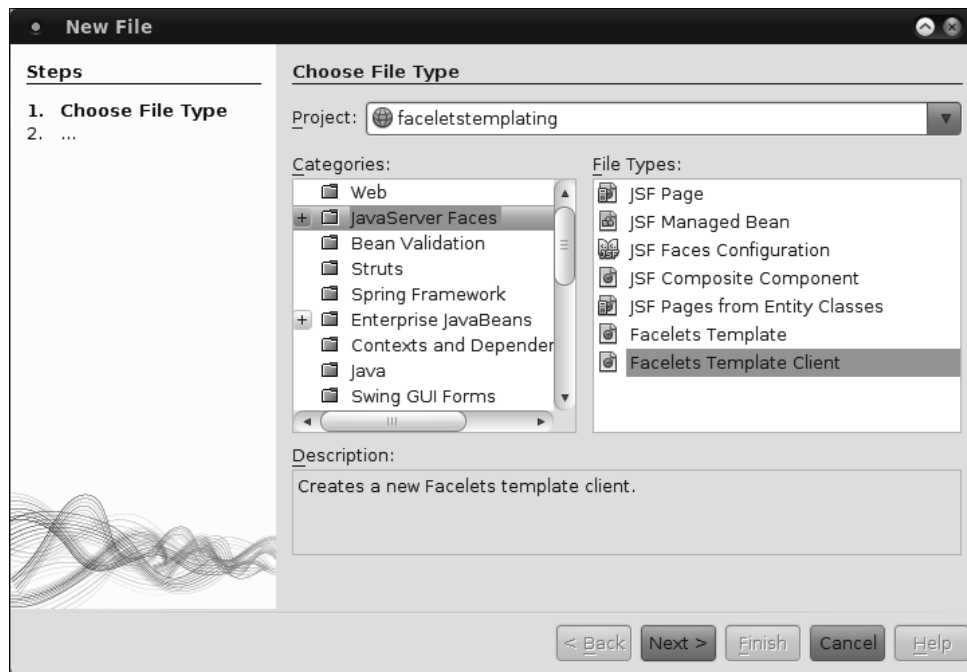 New File
Steps
1. Choose File Type
2. ...
Choose File Type
Project: faceletstemplating
Categories:
Web
JavaServer Faces
Bean Validation
Struts
Spring Framework
Enterprise JavaBeans
Contexts and Depender
Java
Swing GUI Forms
File Types:
JSF Page
JSF Managed Bean
JSF Faces Configuration
JSF Composite Component
JSF Pages from Entity Classes
Facelets Template
Facelets Template Client
Description:
Creates a new Facelets template client.
< Back Next > Finish Cancel Help